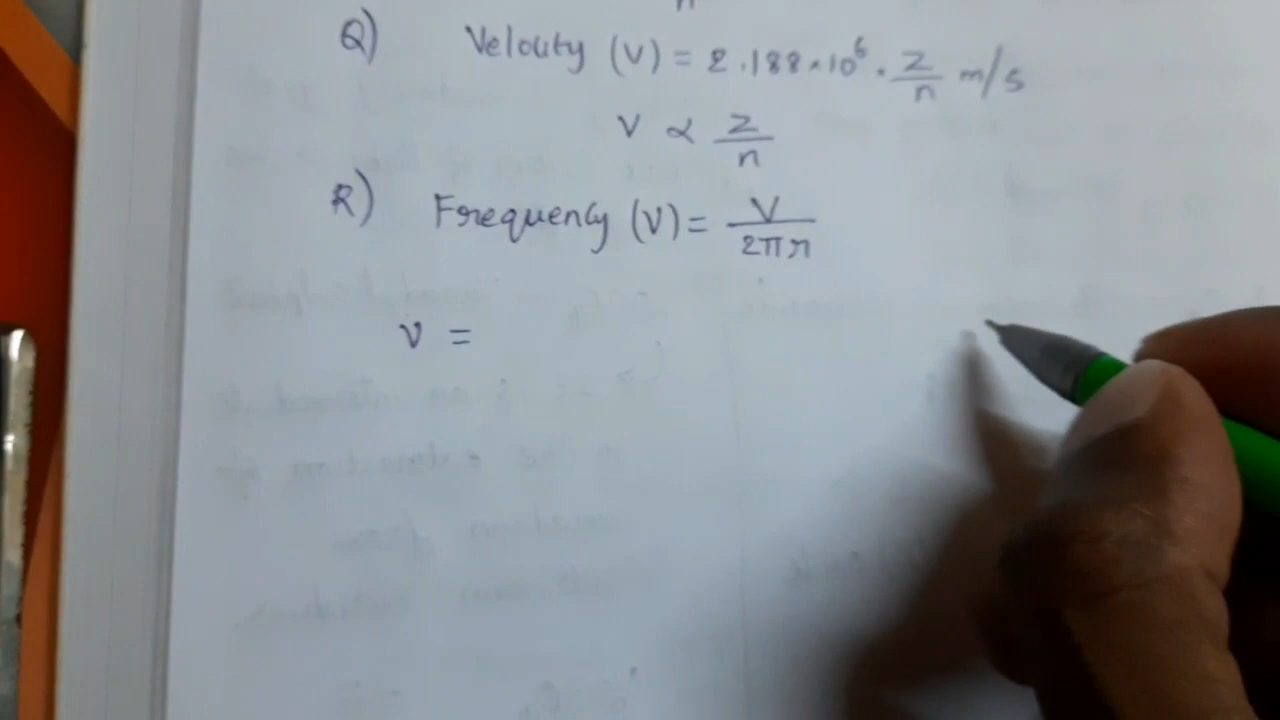 Q) Velocity (V) = 2.188×10⁶ . Z/n m/s
V ∝ Z/n
R) Frequency (ν) = V/2πr
ν =